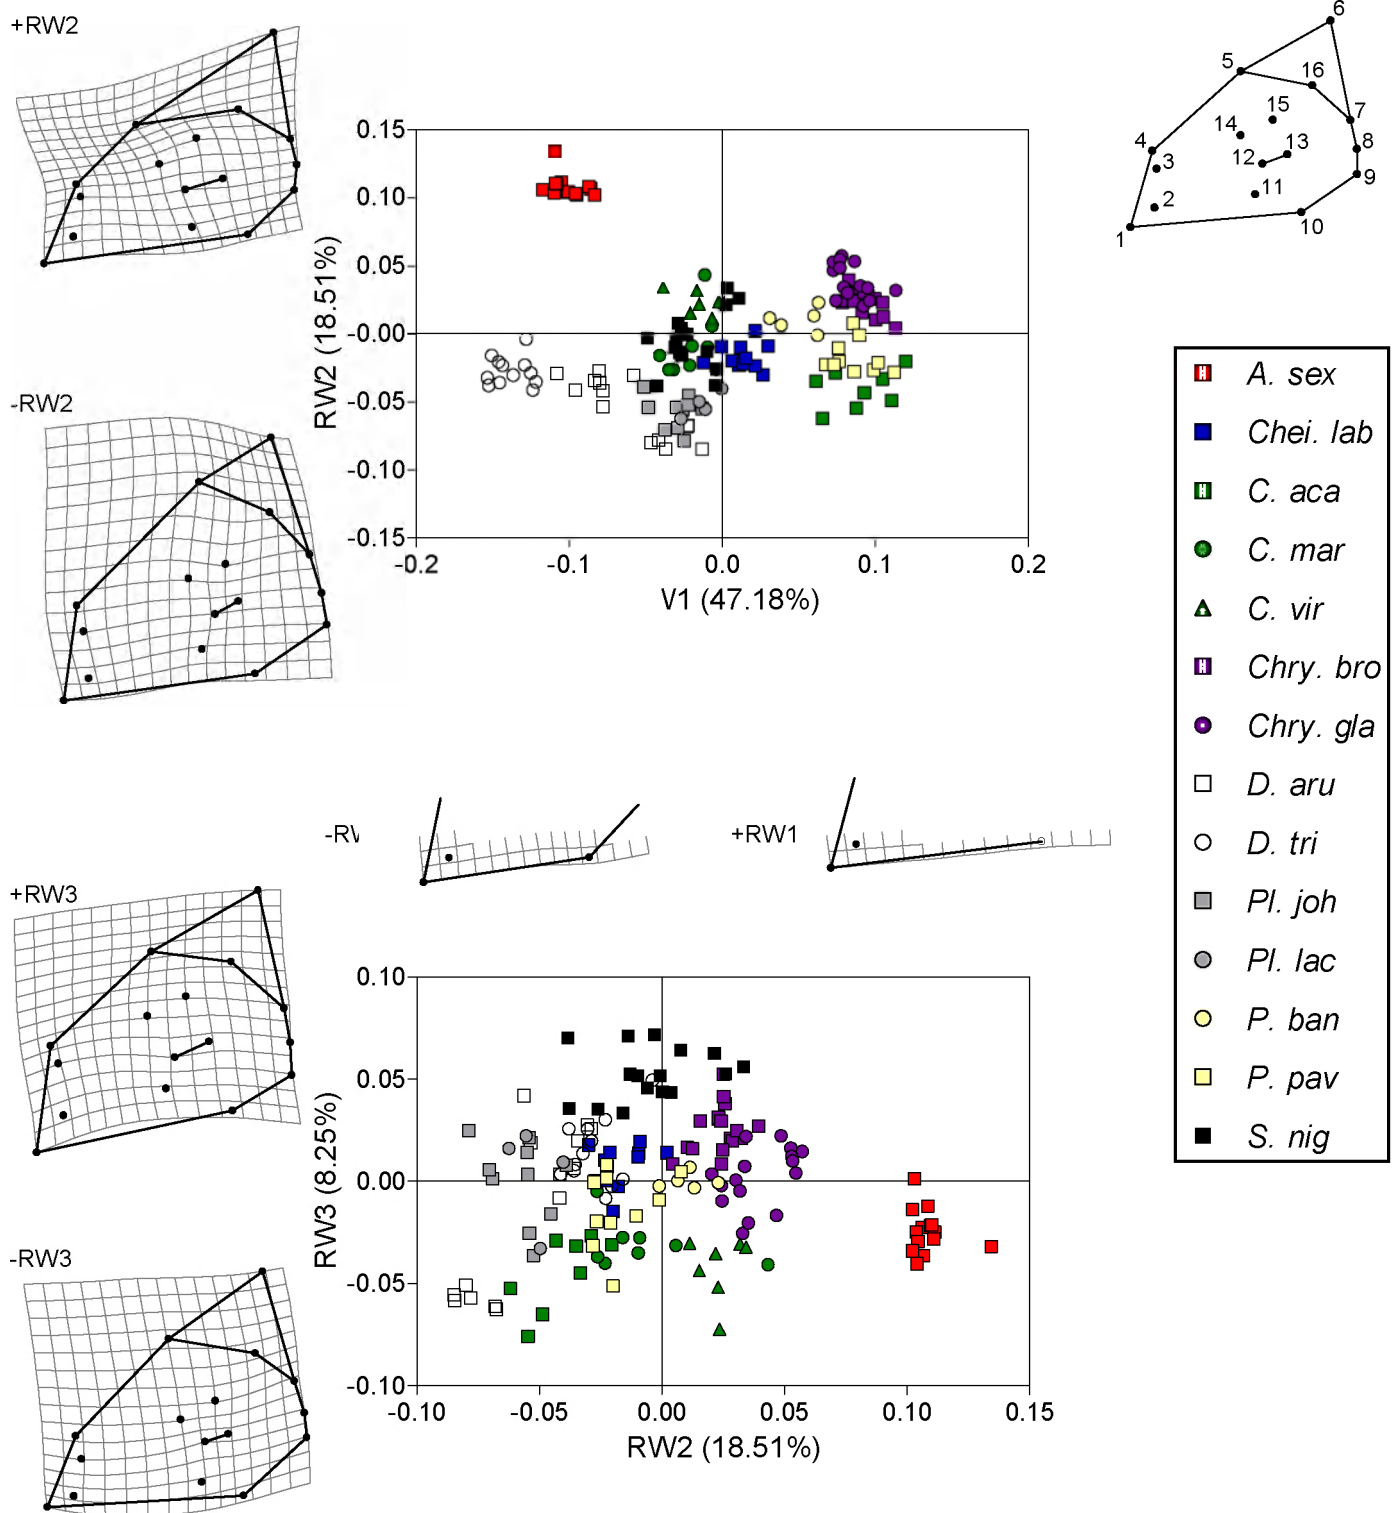 +RW2
6
5
16
15
7
14
4
13
8
3
12
9
11
2
1
10
0.15
0.10
0.05
-0.00
-0.05
-0.10
-0.15
RW2 (18.51%)
-0.2
-0.1
0.0
0.1
0.2
V1 (47.18%)
-RW2
A. sex
Chei. lab
C. aca
C. mar
C. vir
Chry. bro
Chry. gla
D. aru
D. tri
Pl. joh
Pl. lac
P. ban
P. pav
S. nig
-RV
+RW1
+RW3
0.10
0.05
0.00
-0.05
-0.10
RW3 (8.25%)
-0.10
-0.05
0.00
0.05
0.10
0.15
RW2 (18.51%)
-RW3